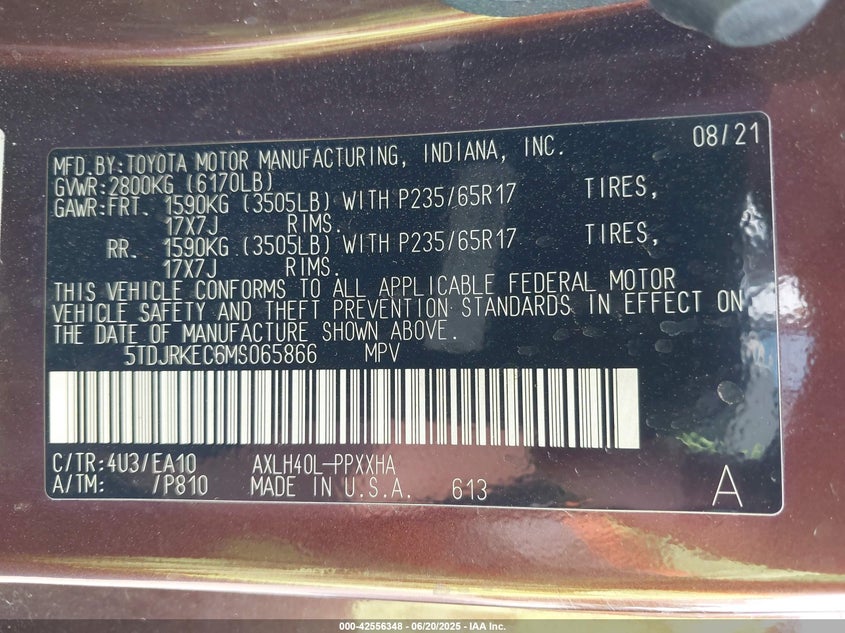 08/21
MFD.BY:TOYOTA MOTOR MANUFACTURING, INDIANA, INC.
GVWR:2800KG (6170LB)
GAWR:FRT. 1590KG (3505LB) WITH P235/65R17 TIRES,
17X7J RIMS.
RR. 1590KG (3505LB) WITH P235/65R17 TIRES,
17X7J RIMS.
THIS VEHICLE CONFORMS TO ALL APPLICABLE FEDERAL MOTOR
VEHICLE SAFETY AND THEFT PREVENTION STANDARDS IN EFFECT ON
THE DATE OF MANUFACTURE SHOWN ABOVE.
5TDJRKEC6MS065866 MPV
C/TR:4U3/EA10 AXLH40L-PPXXHA
A/TM: /P810 MADE IN U.S.A. 613 A
000-42556348 - 06/20/2025 - IAA Inc.